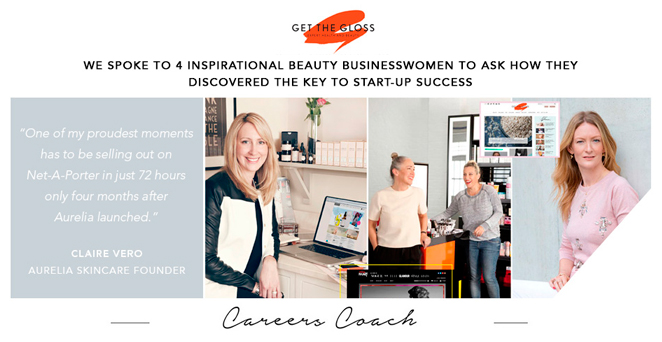 GET THE GLOSS
WE SPOKE TO 4 INSPIRATIONAL BEAUTY BUSINESSWOMEN TO ASK HOW THEY
DISCOVERED THE KEY TO START-UP SUCCESS
“One of my proudest moments
has to be selling out on
Net-A-Porter in just 72 hours
only four months after
Aurelia launched.”
CLAIRE VERO
AURELIA SKINCARE FOUNDER
Careers Coach